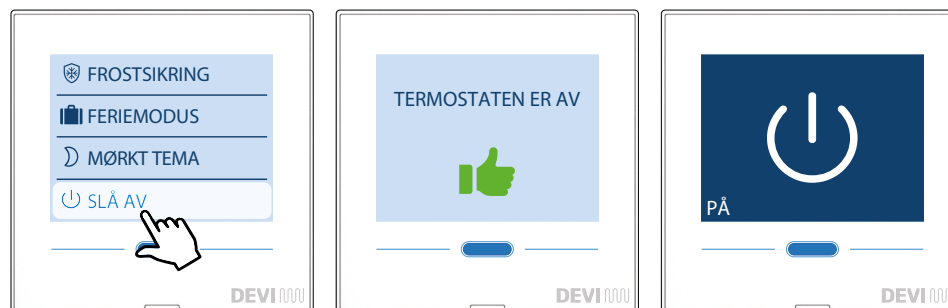 FROSTSIKRING
FERIEMODUS
MØRKT TEMA
SLÅ AV
DEVI
TERMOSTATEN ER AV
DEVI
PÅ
DEVI